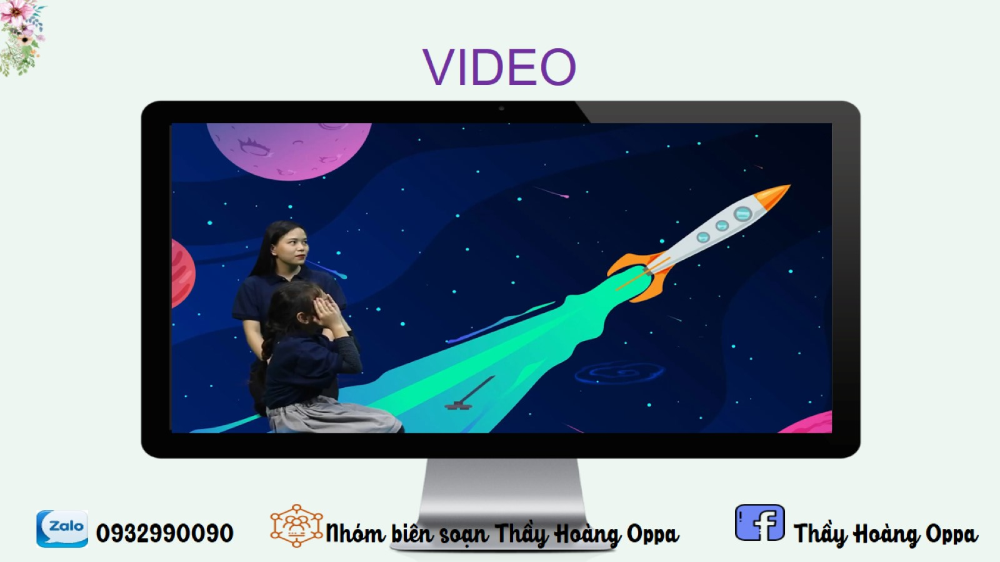 VIDEO
Zalo 0932990090
Nhóm biên soạn Thầy Hoàng Oppa
Thầy Hoàng Oppa